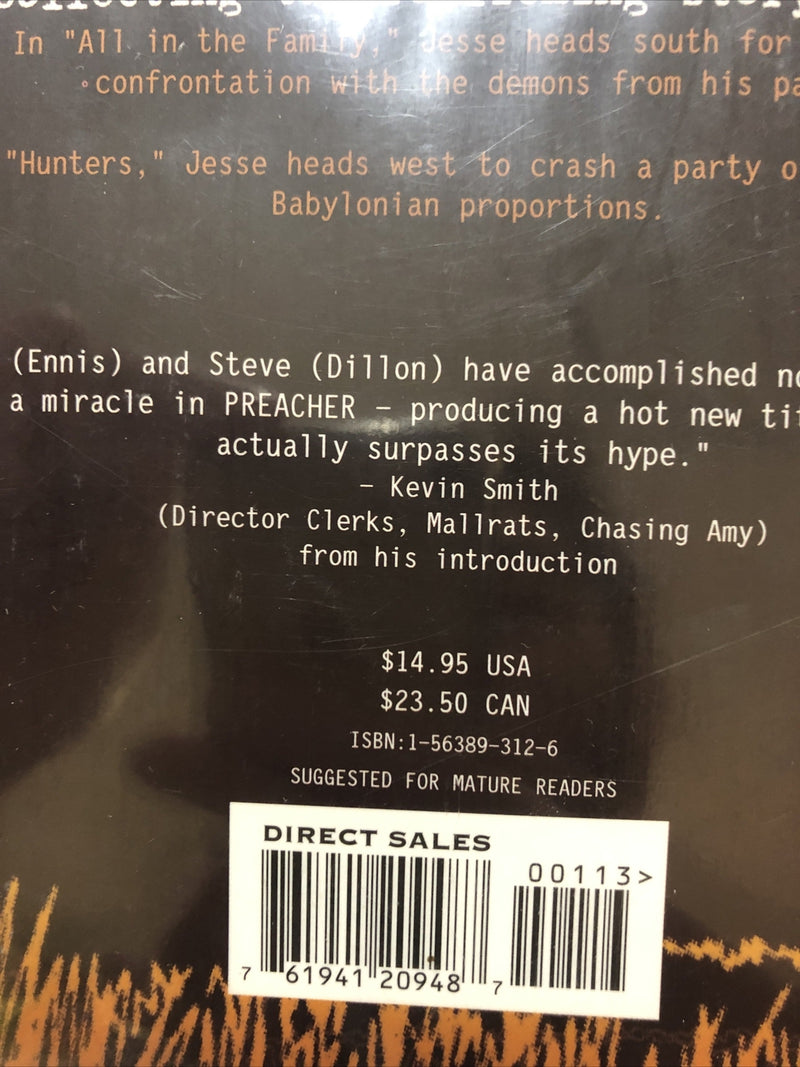 In "All in the Family," Jesse heads south for
confrontation with the demons from his pa
"Hunters," Jesse heads west to crash a party o
Babylonian proportions.
(Ennis) and Steve (Dillon) have accomplished no
a miracle in PREACHER – producing a hot new tit
actually surpasses its hype."
– Kevin Smith
(Director Clerks, Mallrats, Chasing Amy)
from his introduction
$14.95 USA
$23.50 CAN
ISBN:1-56389-312-6
SUGGESTED FOR MATURE READERS
DIRECT SALES
00113>
7 61941 20948 7